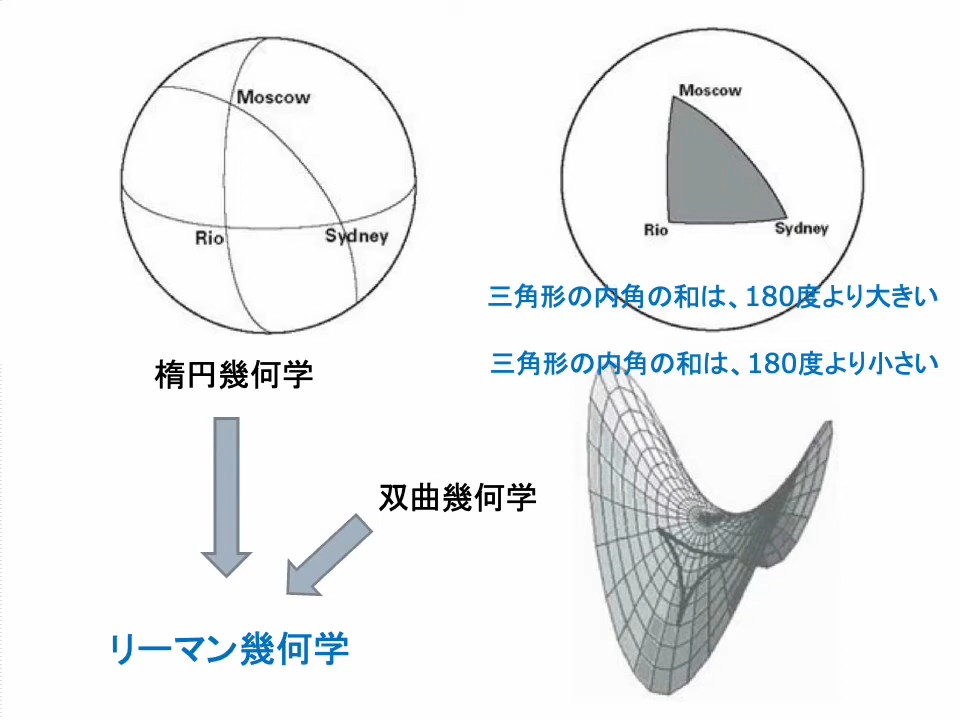 Moscow
Rio
Sydney
Moscow
Rio
Sydney
三角形の内角の和は、180度より大きい
三角形の内角の和は、180度より小さい
楕円幾何学
双曲幾何学
リーマン幾何学